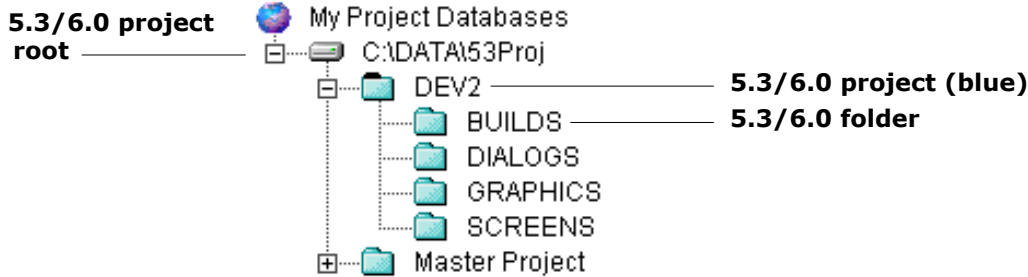 My Project Databases
5.3/6.0 project
root
C:\DATA\53Proj
DEV2
5.3/6.0 project (blue)
BUILDS
5.3/6.0 folder
DIALOGS
GRAPHICS
SCREENS
Master Project